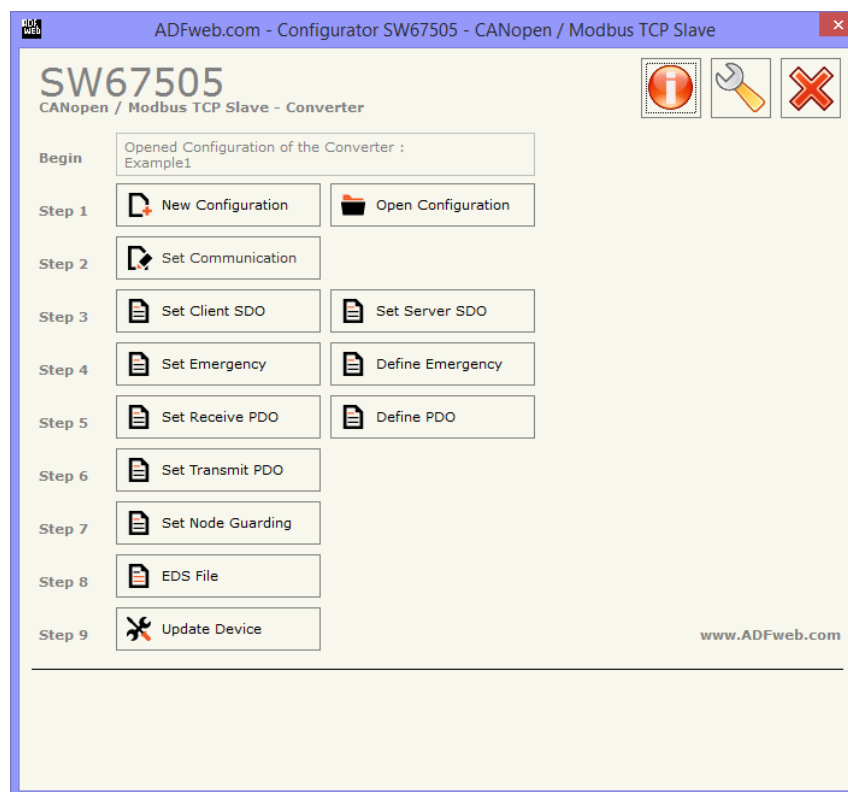 ADF
WEB
ADFweb.com - Configurator SW67505 - CANopen / Modbus TCP Slave
SW67505
CANopen / Modbus TCP Slave - Converter
Begin
Opened Configuration of the Converter :
Example1
Step 1
New Configuration
Open Configuration
Step 2
Set Communication
Step 3
Set Client SDO
Set Server SDO
Step 4
Set Emergency
Define Emergency
Step 5
Set Receive PDO
Define PDO
Step 6
Set Transmit PDO
Step 7
Set Node Guarding
Step 8
EDS File
Step 9
Update Device
www.ADFweb.com